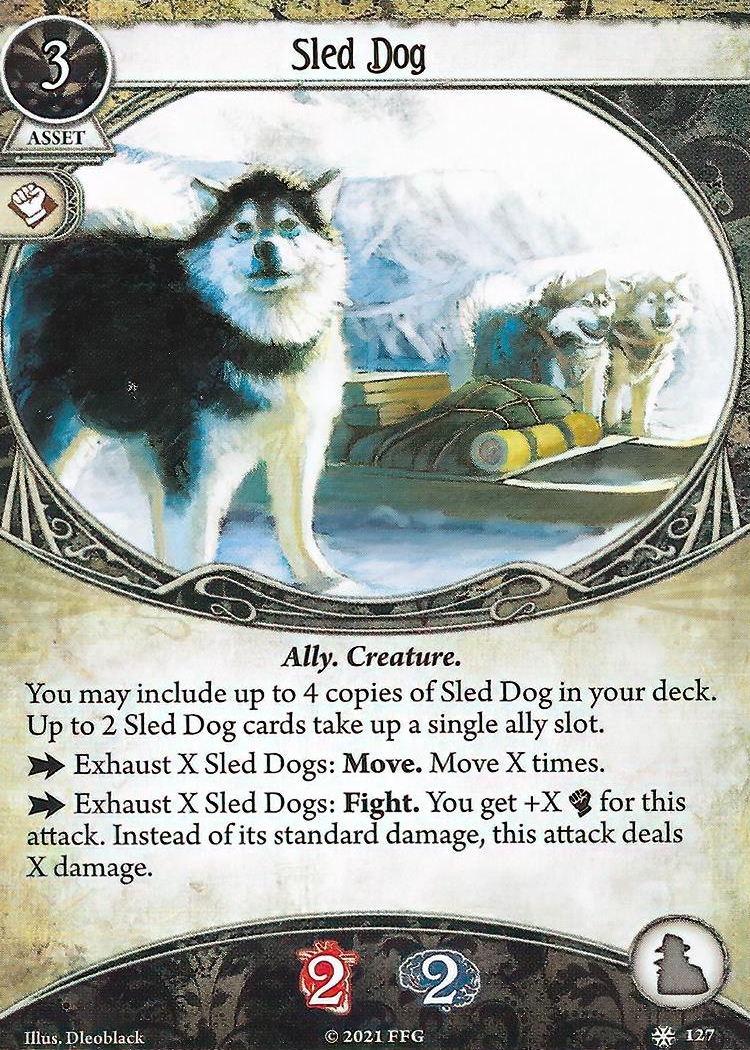 3
Sled Dog
ASSET
Ally. Creature.
You may include up to 4 copies of Sled Dog in your deck.
Up to 2 Sled Dog cards take up a single ally slot.
Exhaust X Sled Dogs: Move. Move X times.
Exhaust X Sled Dogs: Fight. You get +X for this
attack. Instead of its standard damage, this attack deals
X damage.
2 2
Illus. Dleoblack © 2021 FFG 127